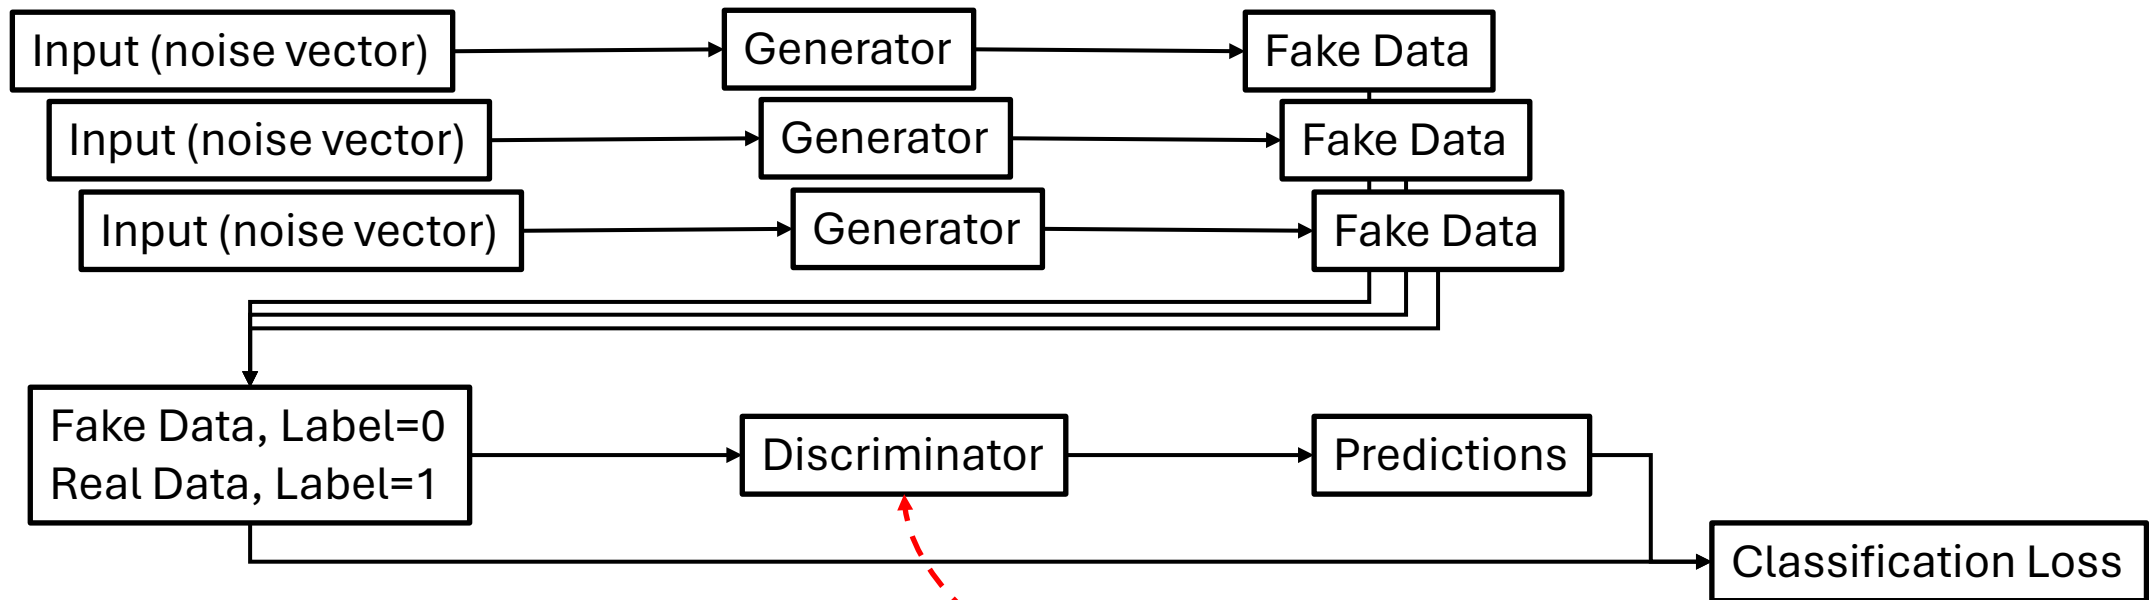 Input (noise vector)
Generator
Fake Data
Input (noise vector)
Generator
Fake Data
Input (noise vector)
Generator
Fake Data
Fake Data, Label=0
Real Data, Label=1
Discriminator
Predictions
Classification Loss